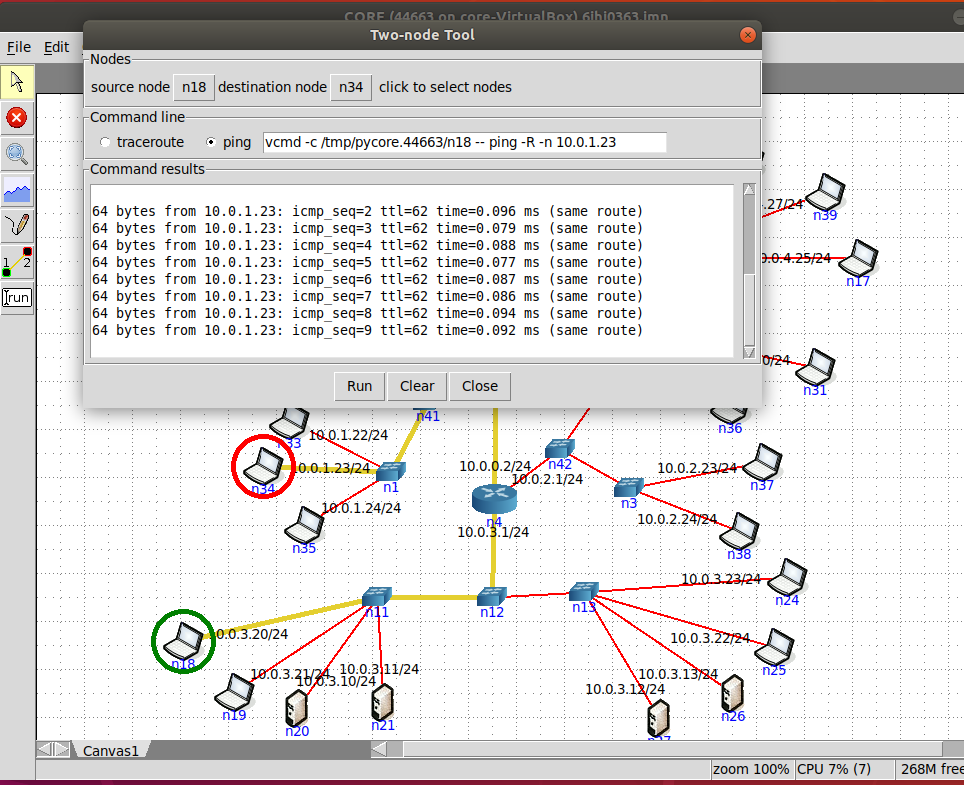 CORE (44663 on core-VirtualBox) 6ibj0363.imn
Two-node Tool
File Edit
Nodes
source node n18 destination node n34 click to select nodes
Command line
traceroute ping vcmd -c /tmp/pycore.44663/n18 -- ping -R -n 10.0.1.23
Command results
64 bytes from 10.0.1.23: icmp_seq=2 ttl=62 time=0.096 ms (same route)
64 bytes from 10.0.1.23: icmp_seq=3 ttl=62 time=0.079 ms (same route)
64 bytes from 10.0.1.23: icmp_seq=4 ttl=62 time=0.088 ms (same route)
64 bytes from 10.0.1.23: icmp_seq=5 ttl=62 time=0.077 ms (same route)
64 bytes from 10.0.1.23: icmp_seq=6 ttl=62 time=0.087 ms (same route)
64 bytes from 10.0.1.23: icmp_seq=7 ttl=62 time=0.086 ms (same route)
64 bytes from 10.0.1.23: icmp_seq=8 ttl=62 time=0.094 ms (same route)
64 bytes from 10.0.1.23: icmp_seq=9 ttl=62 time=0.092 ms (same route)
Run Clear Close
1 2
run
.27/24
n39
0.0.4.25/24
n17
0/24
n31
n41
n36
n33
10.0.1.22/24
n34
10.0.1.23/24
n1
10.0.0.2/24
n42
10.0.2.1/24
10.0.2.23/24
n37
n35
10.0.1.24/24
n4
10.0.3.1/24
n3
10.0.2.24/24
n38
10.0.3.23/24
n24
n11
n12
n13
10.0.3.22/24
n25
n18
0.0.3.20/24
10.0.3.21/24
10.0.3.10/24
10.0.3.11/24
10.0.3.13/24
10.0.3.12/24
n19
n20
n21
n26
n27
Canvas1
zoom 100% CPU 7% (7) 268M free